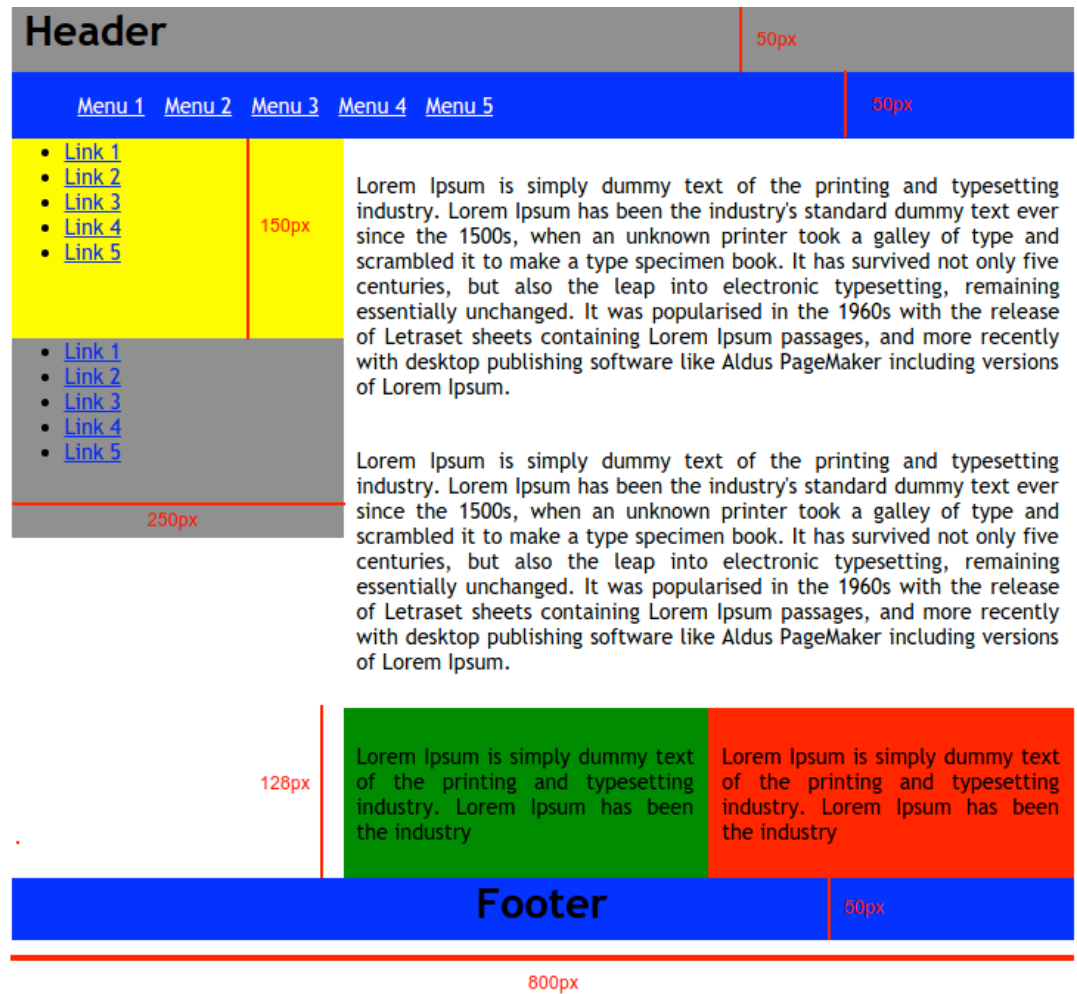 Header
50px
Menu 1 Menu 2 Menu 3 Menu 4 Menu 5
50px
Link 1
Link 2
Link 3
Link 4
Link 5
150px
Link 1
Link 2
Link 3
Link 4
Link 5
250px
Lorem Ipsum is simply dummy text of the printing and typesetting
industry. Lorem Ipsum has been the industry's standard dummy text ever
since the 1500s, when an unknown printer took a galley of type and
scrambled it to make a type specimen book. It has survived not only five
centuries, but also the leap into electronic typesetting, remaining
essentially unchanged. It was popularised in the 1960s with the release
of Letraset sheets containing Lorem Ipsum passages, and more recently
with desktop publishing software like Aldus PageMaker including versions
of Lorem Ipsum.
Lorem Ipsum is simply dummy text of the printing and typesetting
industry. Lorem Ipsum has been the industry's standard dummy text ever
since the 1500s, when an unknown printer took a galley of type and
scrambled it to make a type specimen book. It has survived not only five
centuries, but also the leap into electronic typesetting, remaining
essentially unchanged. It was popularised in the 1960s with the release
of Letraset sheets containing Lorem Ipsum passages, and more recently
with desktop publishing software like Aldus PageMaker including versions
of Lorem Ipsum.
128px
Lorem Ipsum is simply dummy text
of the printing and typesetting
industry. Lorem Ipsum has been
the industry
Lorem Ipsum is simply dummy text
of the printing and typesetting
industry. Lorem Ipsum has been
the industry
Footer
50px
800px